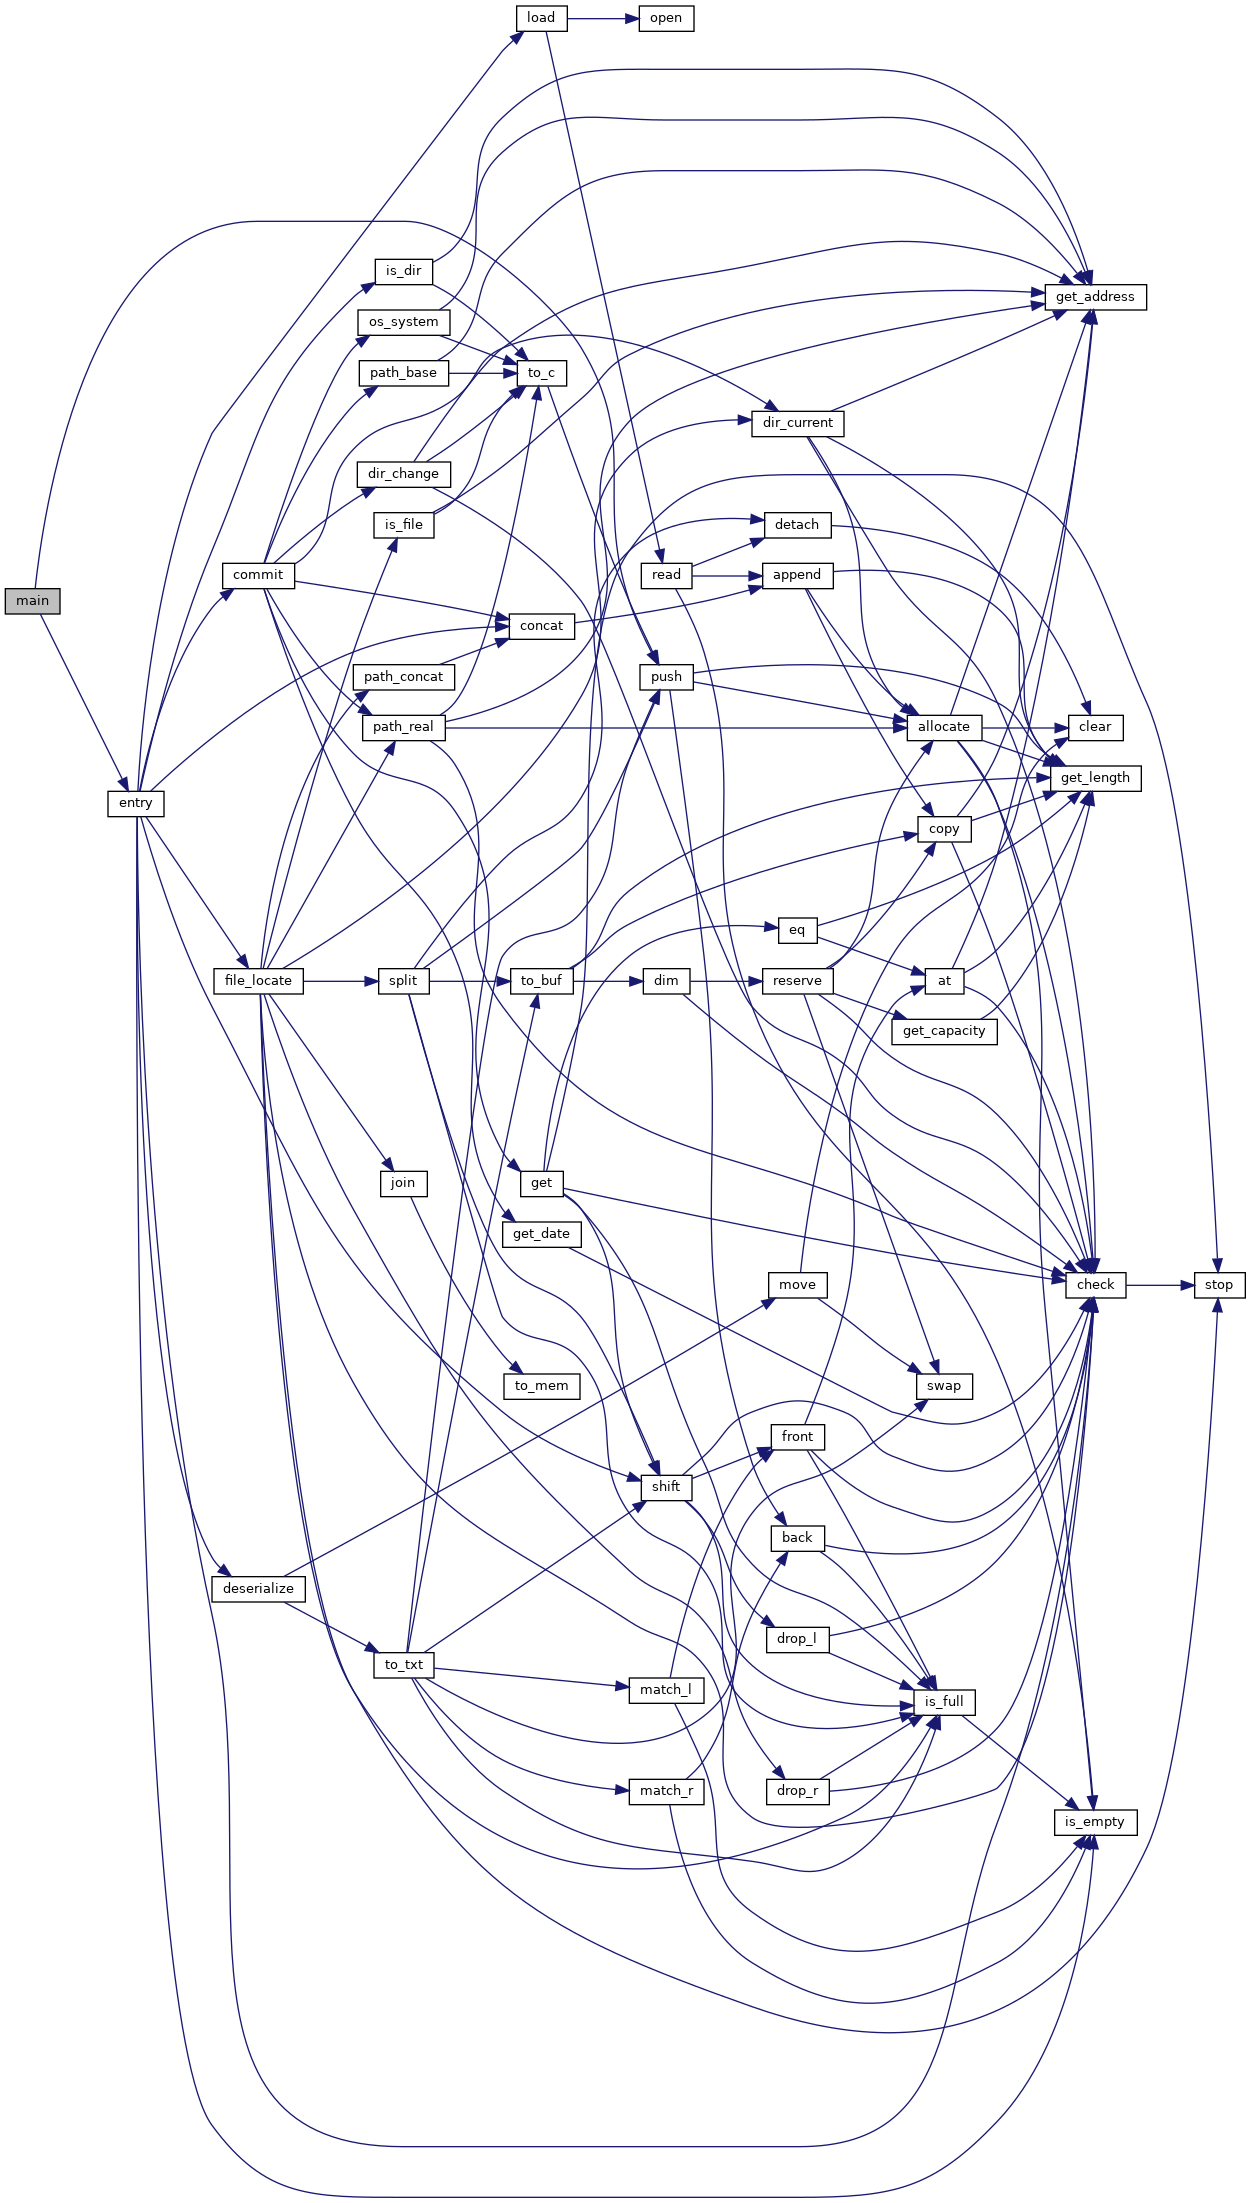 load
open
is_dir
get_address
os_system
path_base
to_c
dir_current
dir_change
is_file
detach
commit
read
append
main
concat
path_concat
push
path_real
allocate
clear
get_length
entry
copy
eq
file_locate
split
to_buf
dim
reserve
at
get_capacity
join
get
get_date
move
check
stop
to_mem
swap
front
shift
back
deserialize
drop_l
to_txt
match_l
is_full
match_r
drop_r
is_empty